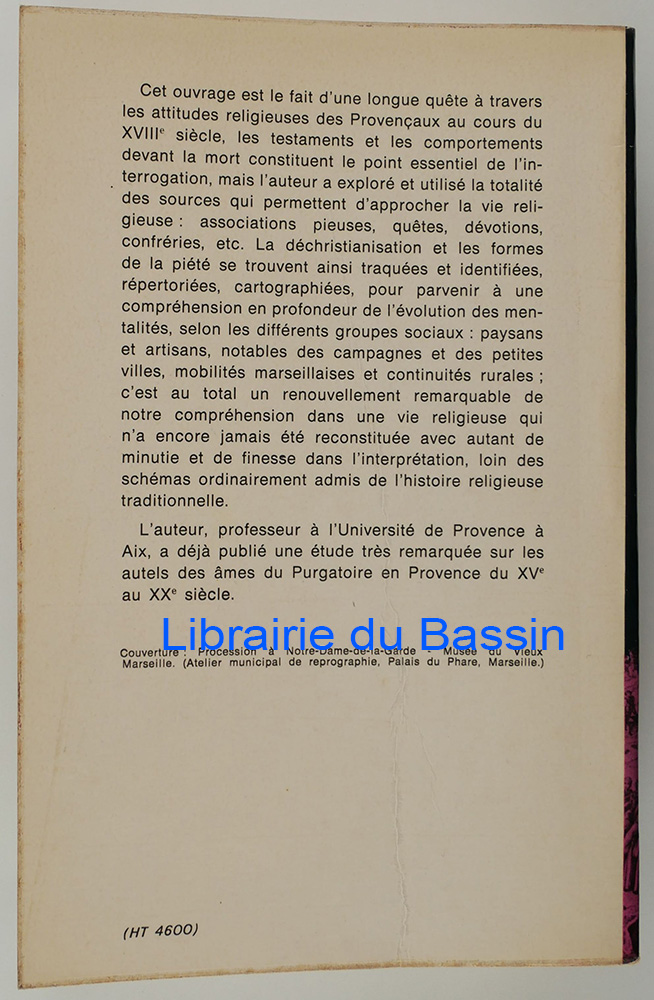 Cet ouvrage est le fait d'une longue quête à travers
les attitudes religieuses des Provençaux au cours du
XVIIIe siècle, les testaments et les comportements
devant la mort constituent le point essentiel de l'in-
terrogation, mais l'auteur a exploré et utilisé la totalité
des sources qui permettent d'approcher la vie reli-
gieuse : associations pieuses, quêtes, dévotions,
confréries, etc. La déchristianisation et les formes
de la piété se trouvent ainsi traquées et identifiées,
répertoriées, cartographiées, pour parvenir à une
compréhension en profondeur de l'évolution des men-
talités, selon les différents groupes sociaux : paysans
et artisans, notables des campagnes et des petites
villes, mobilités marseillaises et continuités rurales ;
c'est au total un renouvellement remarquable de
notre compréhension dans une vie religieuse qui
n'a encore jamais été reconstituée avec autant de
minutie et de finesse dans l'interprétation, loin des
schémas ordinairement admis de l'histoire religieuse
traditionnelle.
L'auteur, professeur à l'Université de Provence à
Aix, a déjà publié une étude très remarquée sur les
autels des âmes du Purgatoire en Provence du XVe
au XXe siècle.
Librairie du Bassin
Couverture : Procession à Notre-Dame-de-la-Garde - Musée du Vieux
Marseille. (Atelier municipal de reprographie, Palais du Phare, Marseille.)
(HT 4600)